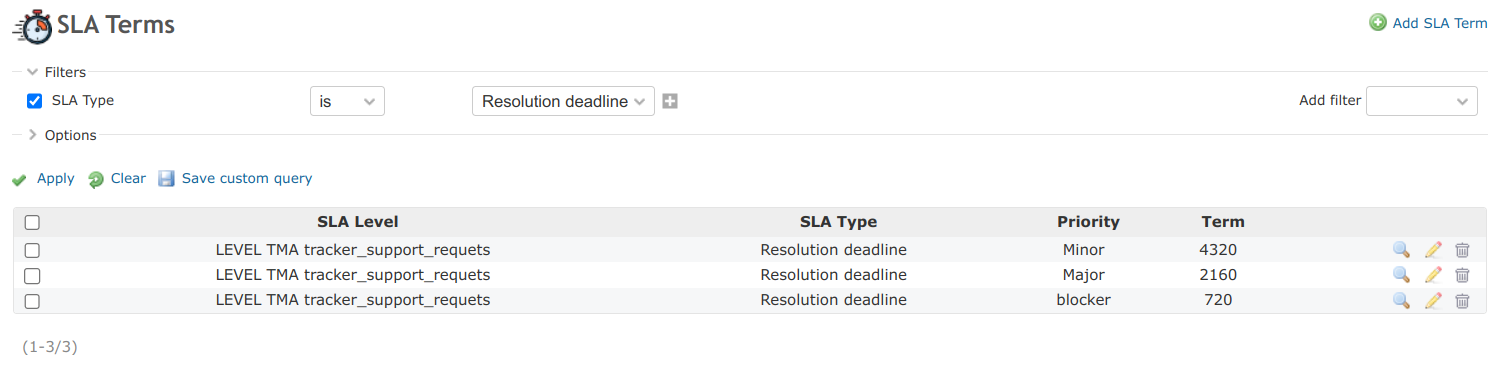 SLA Terms
Add SLA Term
Filters
SLA Type is Resolution deadline Add filter
Options
Apply Clear Save custom query
SLA Level SLA Type Priority Term
LEVEL TMA tracker_support_requets Resolution deadline Minor 4320
LEVEL TMA tracker_support_requets Resolution deadline Major 2160
LEVEL TMA tracker_support_requets Resolution deadline blocker 720
(1-3/3)